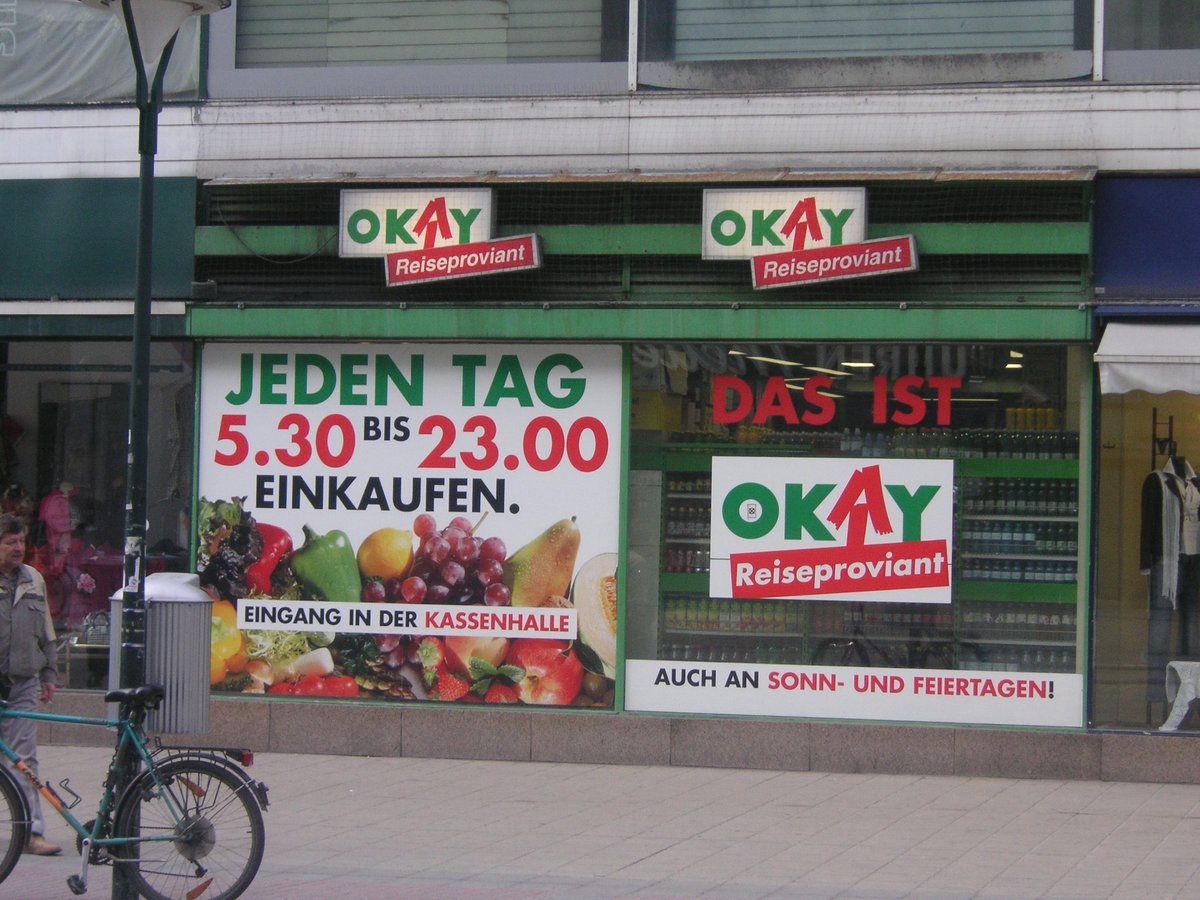 OKAY
Reiseproviant
OKAY
Reiseproviant
JEDEN TAG
5.30 BIS 23.00
EINKAUFEN.
EINGANG IN DER KASSENHALLE
DAS IST
OKAY
Reiseproviant
AUCH AN SONN- UND FEIERTAGEN!